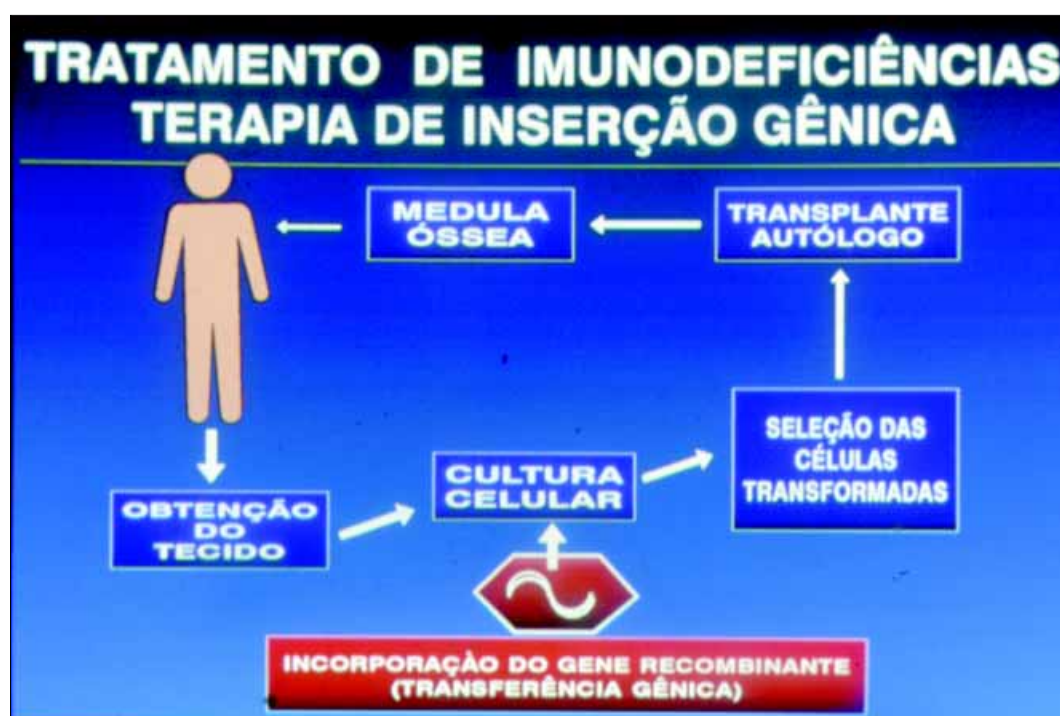 TRATAMENTO DE IMUNODEFICIÊNCIAS
TERAPIA DE INSERÇÃO GÊNICA
MEDULA
ÓSSEA
TRANSPLANTE
AUTÓLOGO
SELEÇÃO DAS
CÉLULAS
TRANSFORMADAS
CULTURA
CELULAR
OBTENÇÃO
DO
TECIDO
INCORPORAÇÀO DO GENE RECOMBINANTE
(TRANSFERÊNCIA GÊNICA)